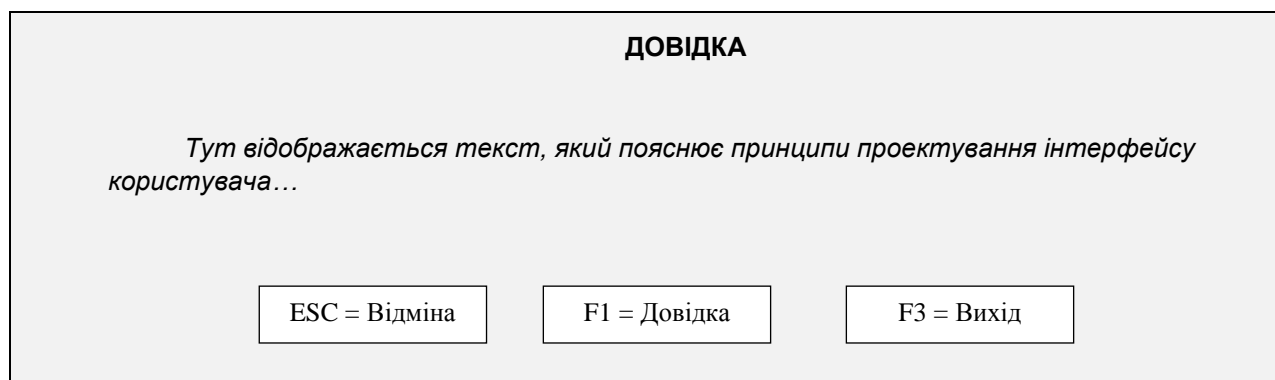 ДОВІДКА
Тут відображається текст, який пояснює принципи проектування інтерфейсу
користувача…
ESC = Відміна
F1 = Довідка
F3 = Вихід